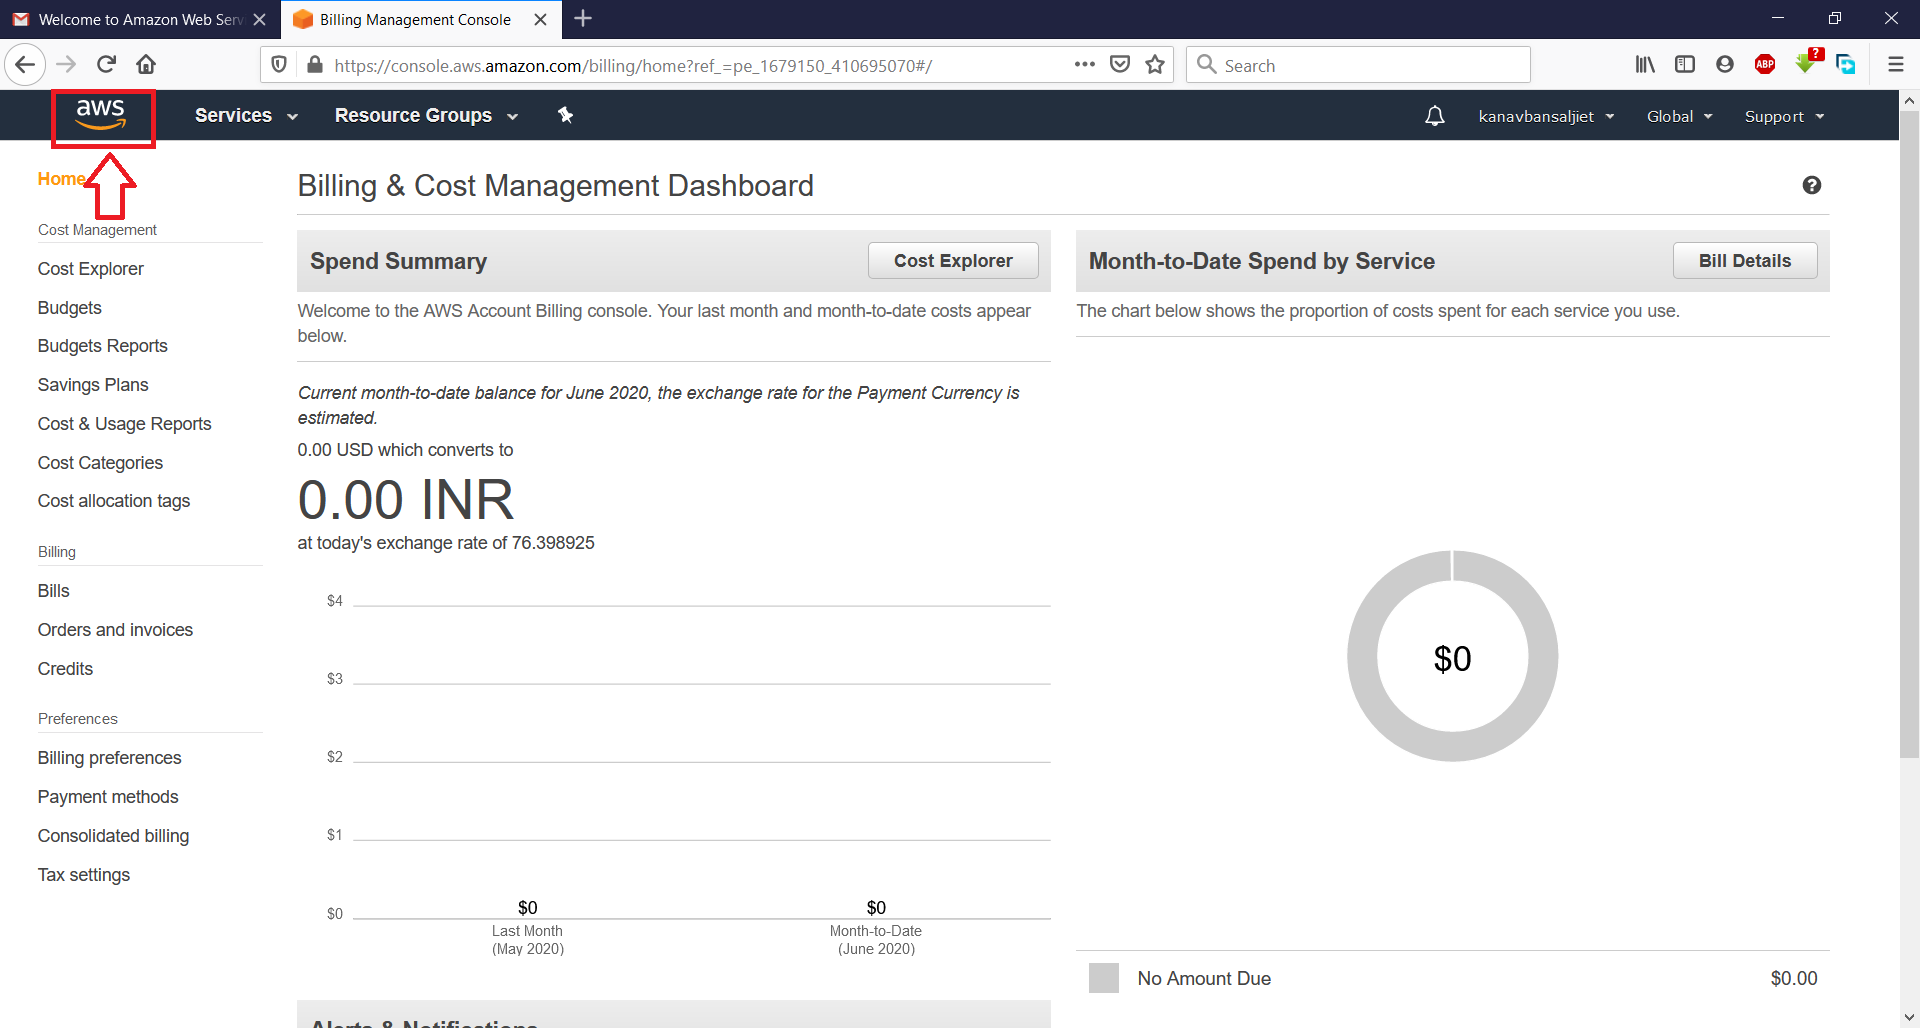 Welcome to Amazon Web Serv
Billing Management Console
https://console.aws.amazon.com/billing/home?ref_=pe_1679150_410695070#/
Search
ABP
?
aws
Services
Resource Groups
kanavbansaljiet
Global
Support
Home
Cost Management
Cost Explorer
Budgets
Budgets Reports
Savings Plans
Cost & Usage Reports
Cost Categories
Cost allocation tags
Billing
Bills
Orders and invoices
Credits
Preferences
Billing preferences
Payment methods
Consolidated billing
Tax settings
Billing & Cost Management Dashboard
?
Spend Summary
Cost Explorer
Welcome to the AWS Account Billing console. Your last month and month-to-date costs appear
below.
Current month-to-date balance for June 2020, the exchange rate for the Payment Currency is
estimated.
0.00 USD which converts to
0.00 INR
at today's exchange rate of 76.398925
$4
$3
$2
$1
$0
$0
$0
Last Month
(May 2020)
Month-to-Date
(June 2020)
Alerts & Notifications
Month-to-Date Spend by Service
Bill Details
The chart below shows the proportion of costs spent for each service you use.
$0
No Amount Due
$0.00